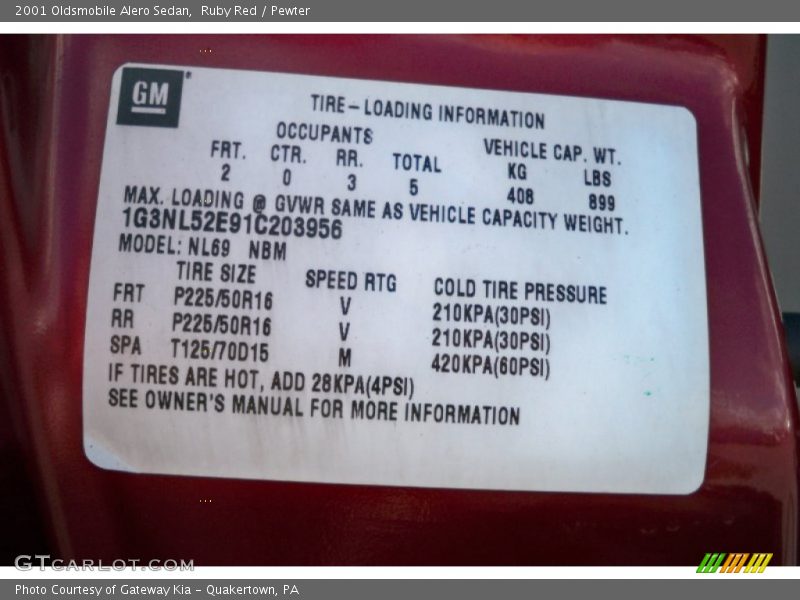 2001 Oldsmobile Alero Sedan, Ruby Red / Pewter
GM
TIRE-LOADING INFORMATION
OCCUPANTS VEHICLE CAP. WT.
FRT. CTR. RR. TOTAL KG LBS
2 0 3 5 408 899
MAX. LOADING @ GVWR SAME AS VEHICLE CAPACITY WEIGHT.
1G3NL52E91C203956
MODEL: NL69 NBM
TIRE SIZE SPEED RTG COLD TIRE PRESSURE
FRT P225/50R16 V 210KPA(30PSI)
RR P225/50R16 V 210KPA(30PSI)
SPA T125/70D15 M 420KPA(60PSI)
IF TIRES ARE HOT, ADD 28KPA(4PSI)
SEE OWNER'S MANUAL FOR MORE INFORMATION
GTCARLOT.COM
Photo Courtesy of Gateway Kia - Quakertown, PA